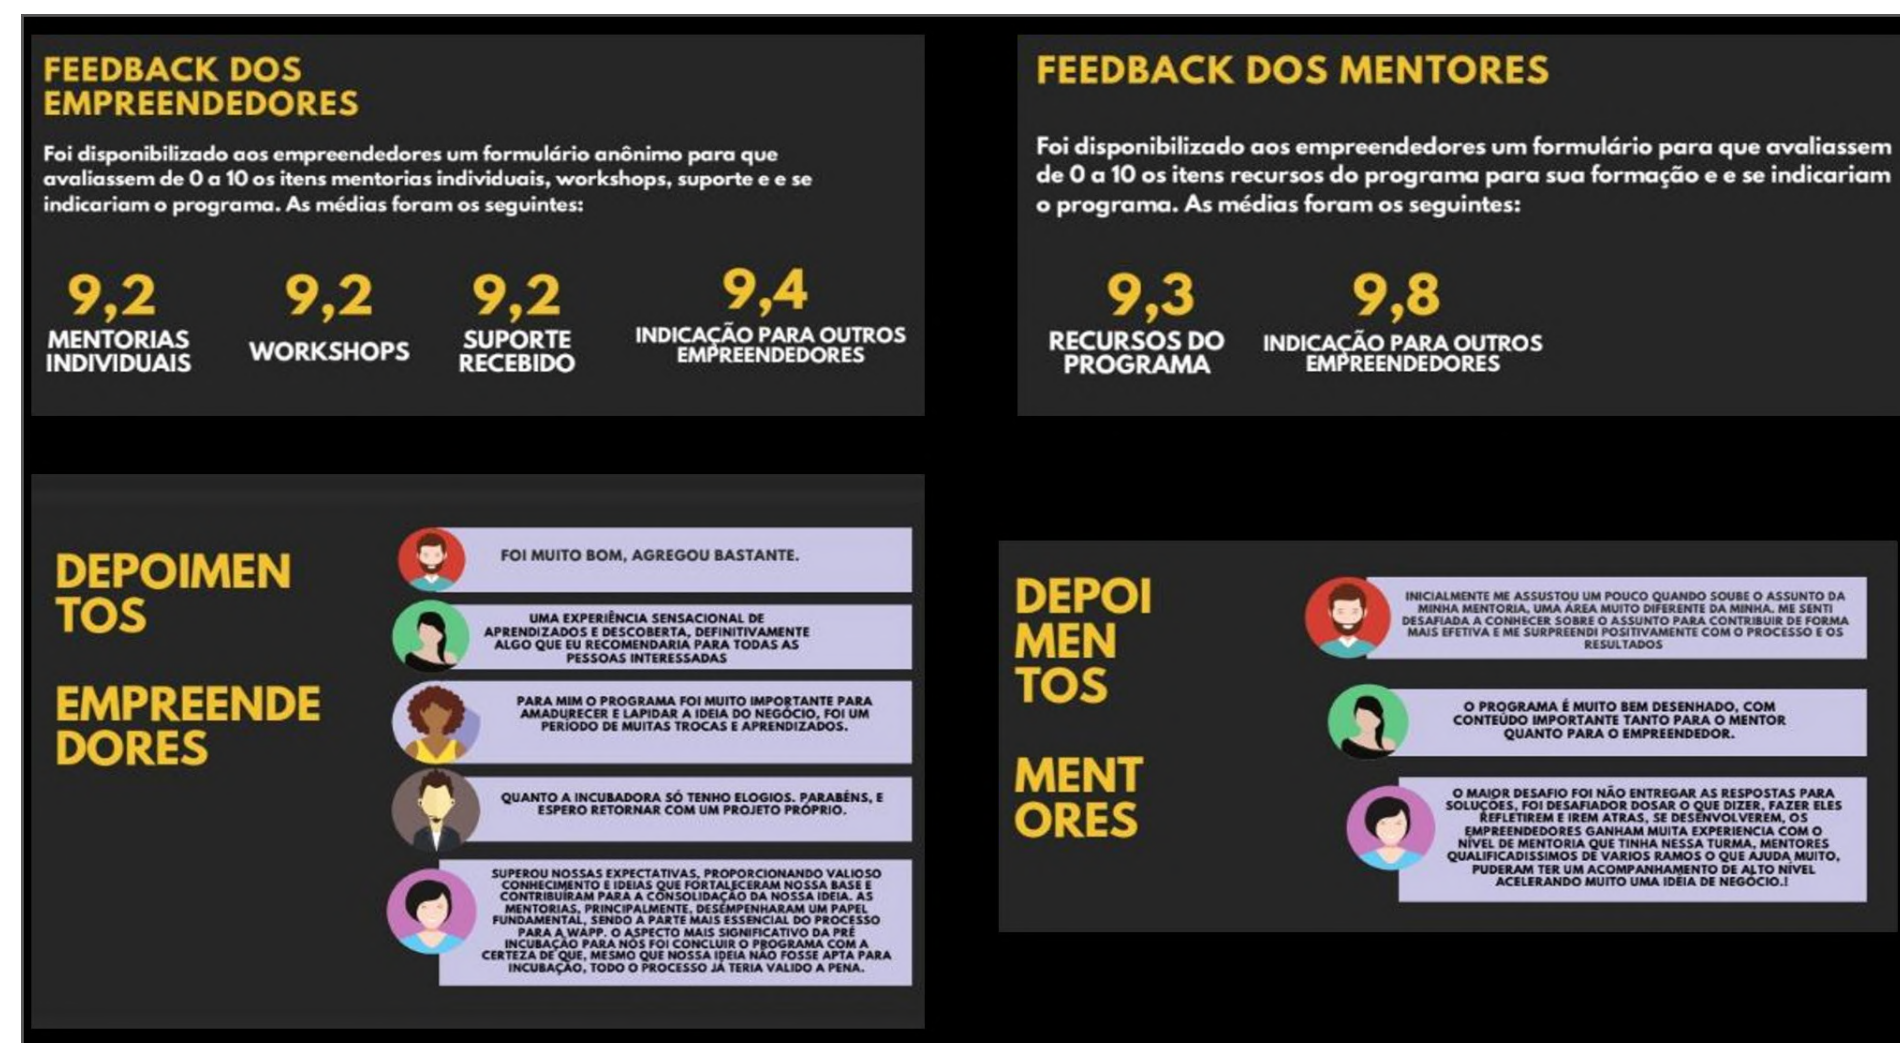 FEEDBACK DOS
EMPREENDEDORES
Foi disponibilizado aos empreendedores um formulário anônimo para que
avaliassem de 0 a 10 os itens mentorias individuais, workshops, suporte e e se
indicariam o programa. As médias foram os seguintes:
9,2
MENTORIAS
INDIVIDUAIS
9,2
WORKSHOPS
9,2
SUPORTE
RECEBIDO
9,4
INDICAÇÃO PARA OUTROS
EMPREENDEDORES
FEEDBACK DOS MENTORES
Foi disponibilizado aos empreendedores um formulário para que avaliassem
de 0 a 10 os itens recursos do programa para sua formação e e se indicariam
o programa. As médias foram os seguintes:
9,3
RECURSOS DO
PROGRAMA
9,8
INDICAÇÃO PARA OUTROS
EMPREENDEDORES
DEPOIMEN
TOS
EMPREENDE
DORES
FOI MUITO BOM, AGREGOU BASTANTE.
UMA EXPERIÊNCIA SENSACIONAL DE
APRENDIZADOS E DESCOBERTA, DEFINITIVAMENTE
ALGO QUE EU RECOMENDARIA PARA TODAS AS
PESSOAS INTERESSADAS
PARA MIM O PROGRAMA FOI MUITO IMPORTANTE PARA
AMADURECER E LAPIDAR A IDEIA DO NEGÓCIO, FOI UM
PERÍODO DE MUITAS TROCAS E APRENDIZADOS.
QUANTO A INCUBADORA SÓ TENHO ELOGIOS. PARABÉNS, E
ESPERO RETORNAR COM UM PROJETO PRÓPRIO.
SUPEROU NOSSAS EXPECTATIVAS, PROPORCIONANDO VALIOSO
CONHECIMENTO E IDEIAS QUE FORTALECERAM NOSSA BASE E
CONTRIBUÍRAM PARA A CONSOLIDAÇÃO DA NOSSA IDEIA. AS
MENTORIAS, PRINCIPALMENTE, DESEMPENHARAM UM PAPEL
FUNDAMENTAL, SENDO A PARTE MAIS ESSENCIAL DO PROCESSO
PARA A WAPP. O ASPECTO MAIS SIGNIFICATIVO DA PRÉ
INCUBAÇÃO PARA NÓS FOI CONCLUIR O PROGRAMA COM A
CERTEZA DE QUE, MESMO QUE NOSSA IDEIA NÃO FOSSE APTA PARA
INCUBAÇÃO, TODO O PROCESSO JÁ TERIA VALIDO A PENA.
DEPOI
MEN
TOS
MENT
ORES
INICIALMENTE ME ASSUSTOU UM POUCO QUANDO SOUBE O ASSUNTO DA
MINHA MENTORIA, UMA ÁREA MUITO DIFERENTE DA MINHA. ME SENTI
DESAFIADA A CONHECER SOBRE O ASSUNTO PARA CONTRIBUIR DE FORMA
MAIS EFETIVA E ME SURPREENDI POSITIVAMENTE COM O PROCESSO E OS
RESULTADOS
O PROGRAMA É MUITO BEM DESENHADO, COM
CONTEÚDO IMPORTANTE TANTO PARA O MENTOR
QUANTO PARA O EMPREENDEDOR.
O MAIOR DESAFIO FOI NÃO ENTREGAR AS RESPOSTAS PARA
SOLUÇÕES, FOI DESAFIADOR DOSAR O QUE DIZER, FAZER ELES
REFLETIREM E IREM ATRAS, SE DESENVOLVEREM, OS
EMPREENDEDORES GANHAM MUITA EXPERIENCIA COM O
NÍVEL DE MENTORIA QUE TINHA NESSA TURMA, MENTORES
QUALIFICADISSIMOS DE VARIOS RAMOS O QUE AJUDA MUITO,
PUDERAM TER UM ACOMPANHAMENTO DE ALTO NÍVEL
ACELERANDO MUITO UMA IDÉIA DE NEGÓCIO.!